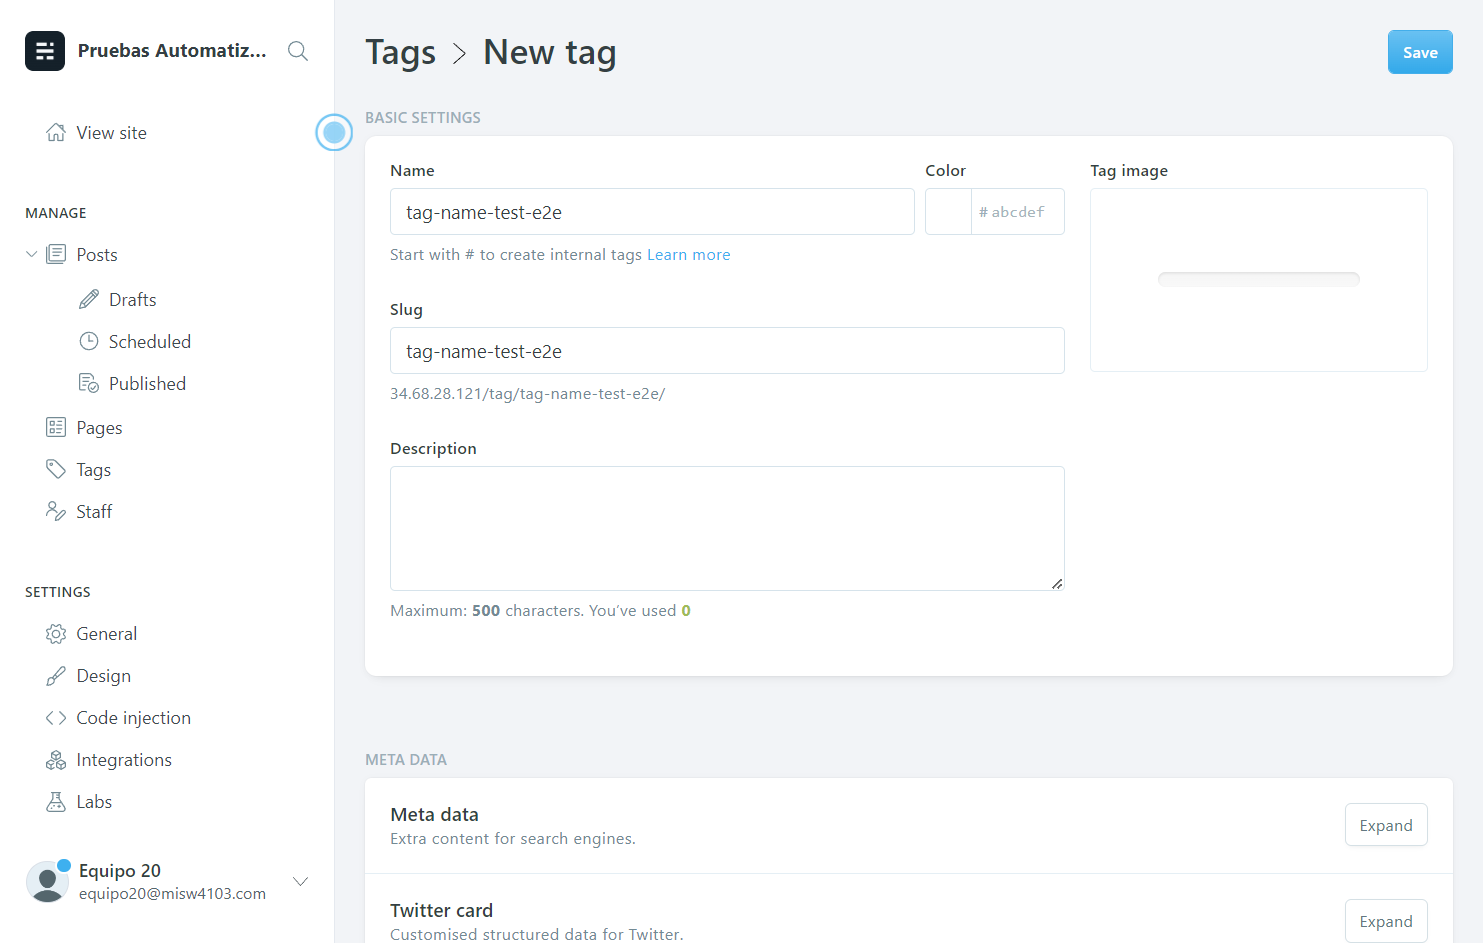 Pruebas Automatiz...
View site
MANAGE
Posts
Drafts
Scheduled
Published
Pages
Tags
Staff
SETTINGS
General
Design
Code injection
Integrations
Labs
Equipo 20
equipo20@misw4103.com
Tags > New tag
Save
BASIC SETTINGS
Name
tag-name-test-e2e
Start with # to create internal tags Learn more
Color
# abcdef
Slug
tag-name-test-e2e
34.68.28.121/tag/tag-name-test-e2e/
Description
Maximum: 500 characters. You’ve used 0
Tag image
META DATA
Meta data
Extra content for search engines.
Expand
Twitter card
Customised structured data for Twitter.
Expand